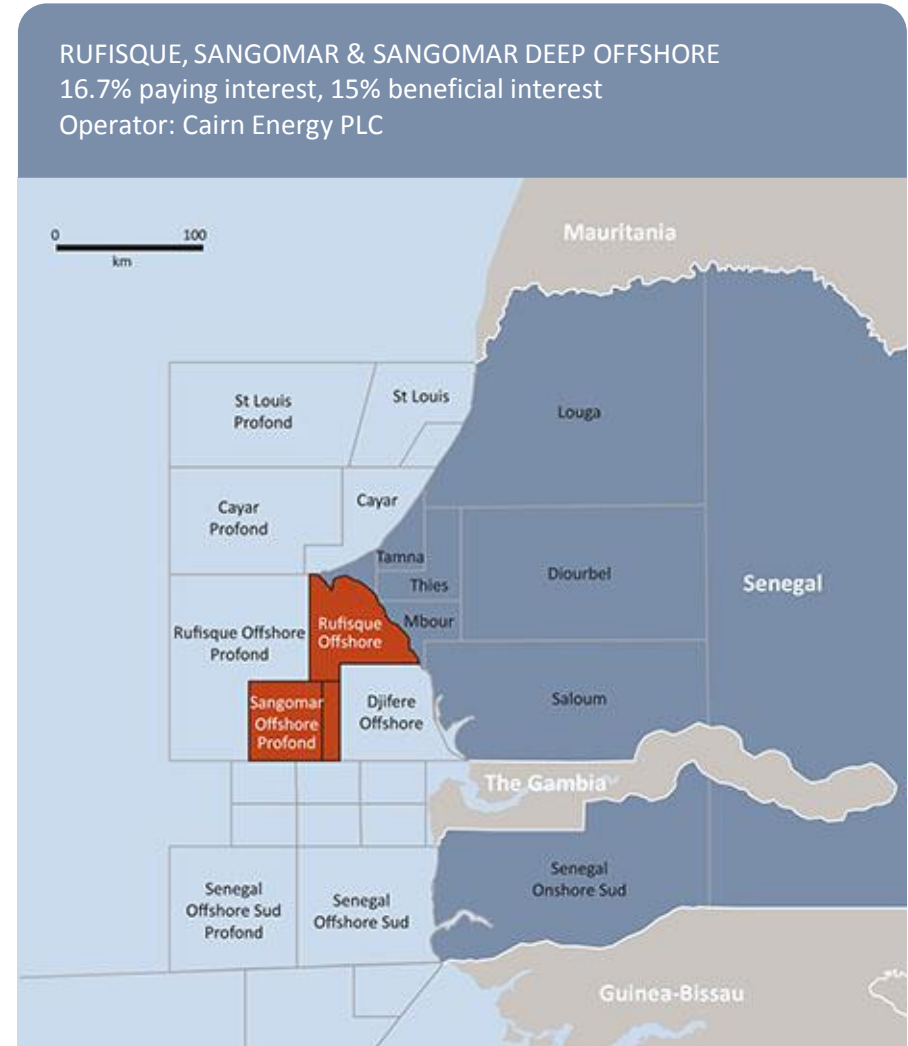 RUFISQUE, SANGOMAR & SANGOMAR DEEP OFFSHORE
16.7% paying interest, 15% beneficial interest
Operator: Cairn Energy PLC
Mauritania
0 100
km
St Louis
Profond
St Louis
Louga
Cayar
Profond
Cayar
Tamna
Thies
Diourbel
Senegal
Mbour
Rufisque
Offshore
Rufisque Offshore
Profond
Sangomar
Offshore
Profond
Djifere
Offshore
Saloum
The Gambia
Senegal
Onshore Sud
Senegal
Offshore Sud
Profond
Senegal
Offshore Sud
Guinea-Bissau